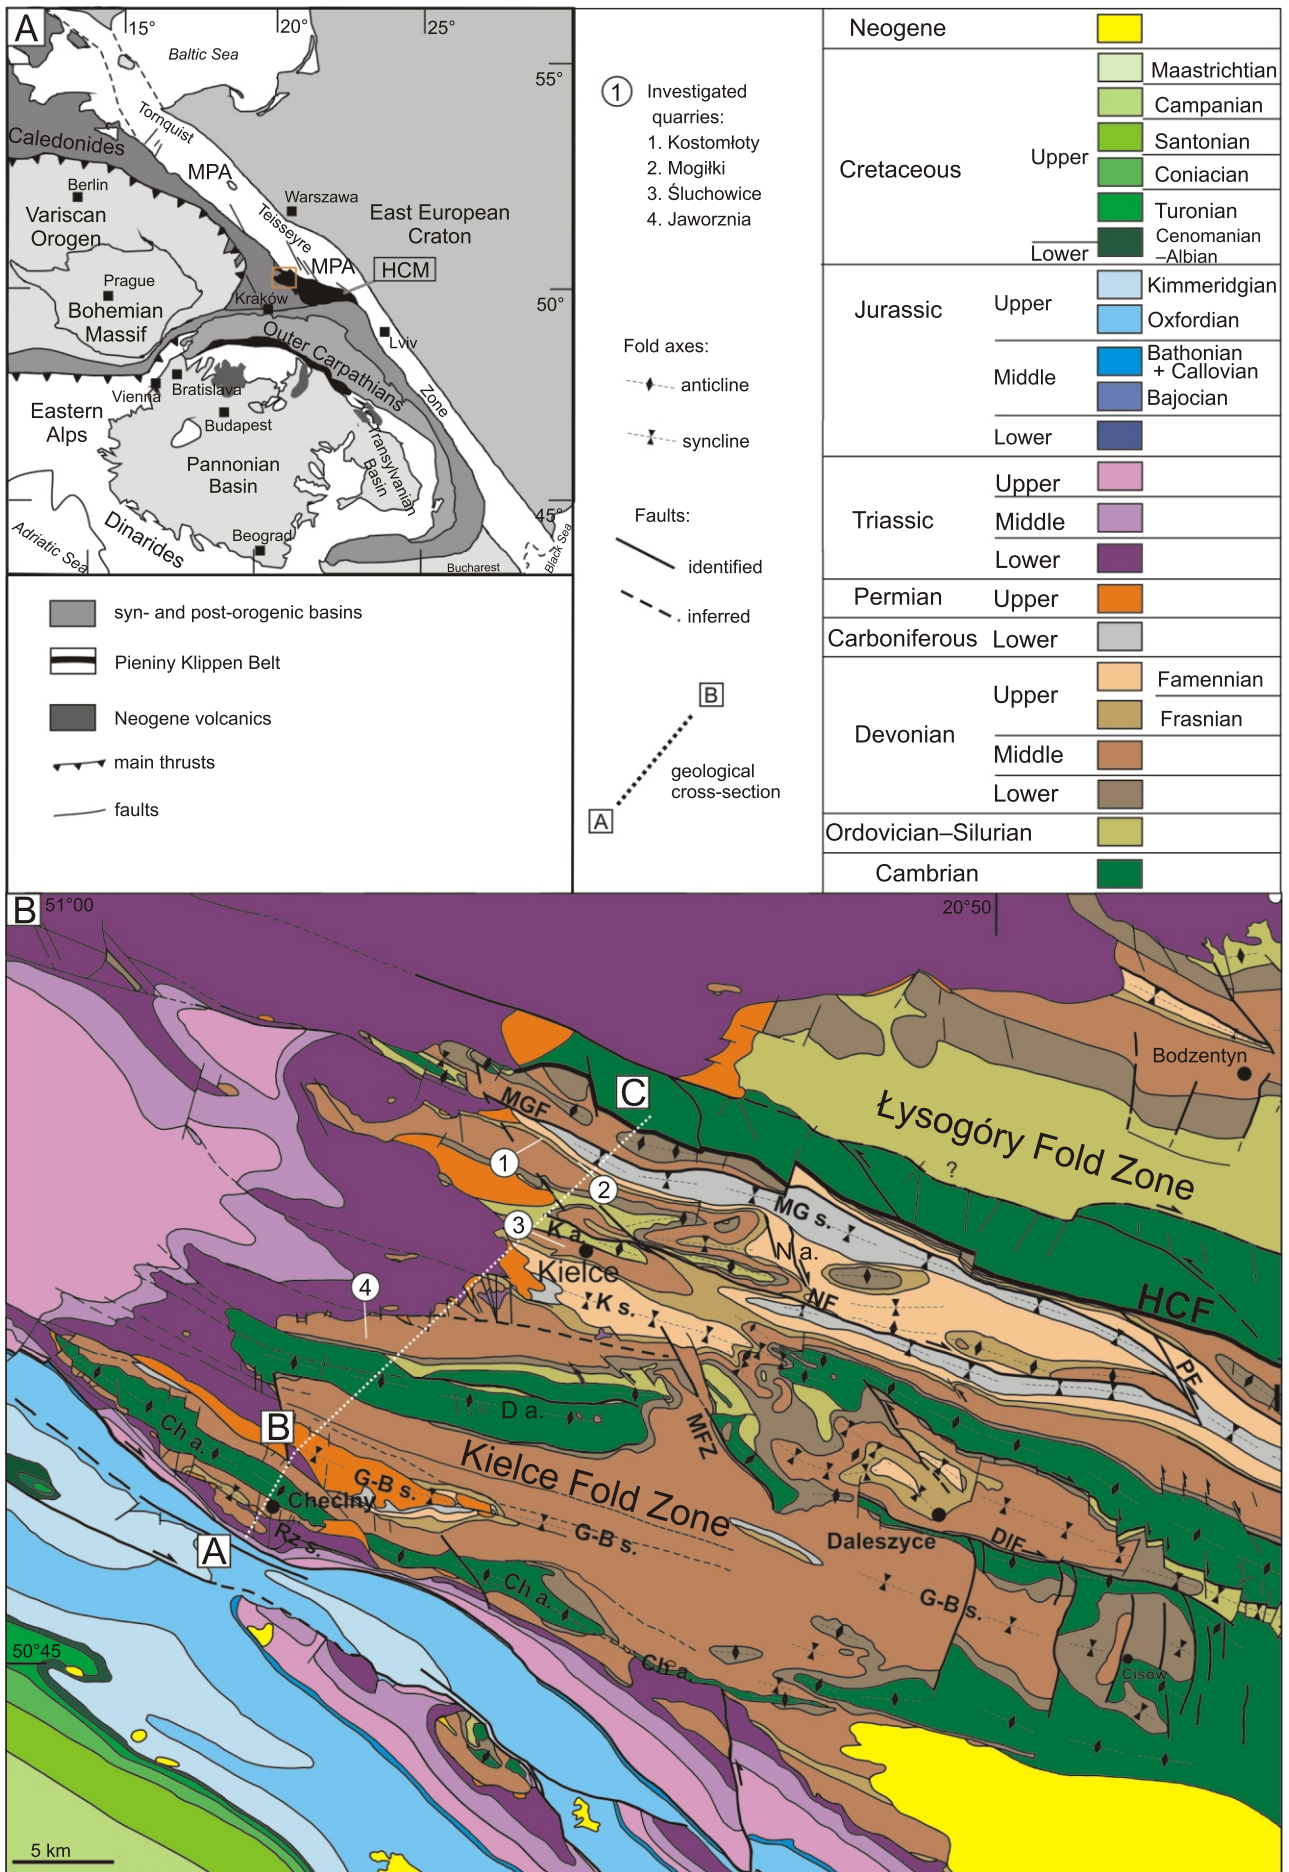 A
15°
20°
25°
Baltic Sea
55°
Tornquist
Caledonides
MPA
Berlin
Warszawa
Variscan
Orogen
Teisseyre
East European
Craton
MPA
HCM
Prague
50°
Kraków
Bohemian
Massif
Outer Carpathians
Lviv
Vienna
Bratislava
Zone
Eastern
Alps
Budapest
Transylvanian
Basin
Pannonian
Basin
45°
Adriatic Sea
Dinarides
Beograd
Black Sea
Bucharest
syn- and post-orogenic basins
Pieniny Klippen Belt
Neogene volcanics
main thrusts
faults
1 Investigated
quarries:
1. Kostomłoty
2. Mogiłki
3. Śluchowice
4. Jaworznia
Fold axes:
anticline
syncline
Faults:
identified
inferred
B
geological
cross-section
A
Neogene
Maastrichtian
Campanian
Santonian
Upper
Cretaceous
Coniacian
Turonian
Cenomanian
–Albian
Lower
Kimmeridgian
Upper
Jurassic
Oxfordian
Bathonian
+ Callovian
Middle
Bajocian
Lower
Upper
Triassic Middle
Lower
Permian Upper
Carboniferous Lower
Famennian
Upper
Frasnian
Devonian
Middle
Lower
Ordovician–Silurian
Cambrian
B 51°00
20°50
Bodzentyn
C
MGF
Łysogóry Fold Zone
1
?
2
MG s.
3
K a.
N a.
Kielce
4
K s.
NF
HCF
PF
D a.
Ch a.
B
MFZ
Kielce Fold Zone
G-B s.
Chęciny
G-B s.
Daleszyce
DIF
Rz s.
A
Ch a.
G-B s.
50°45
Ch a.
Cisów
5 km